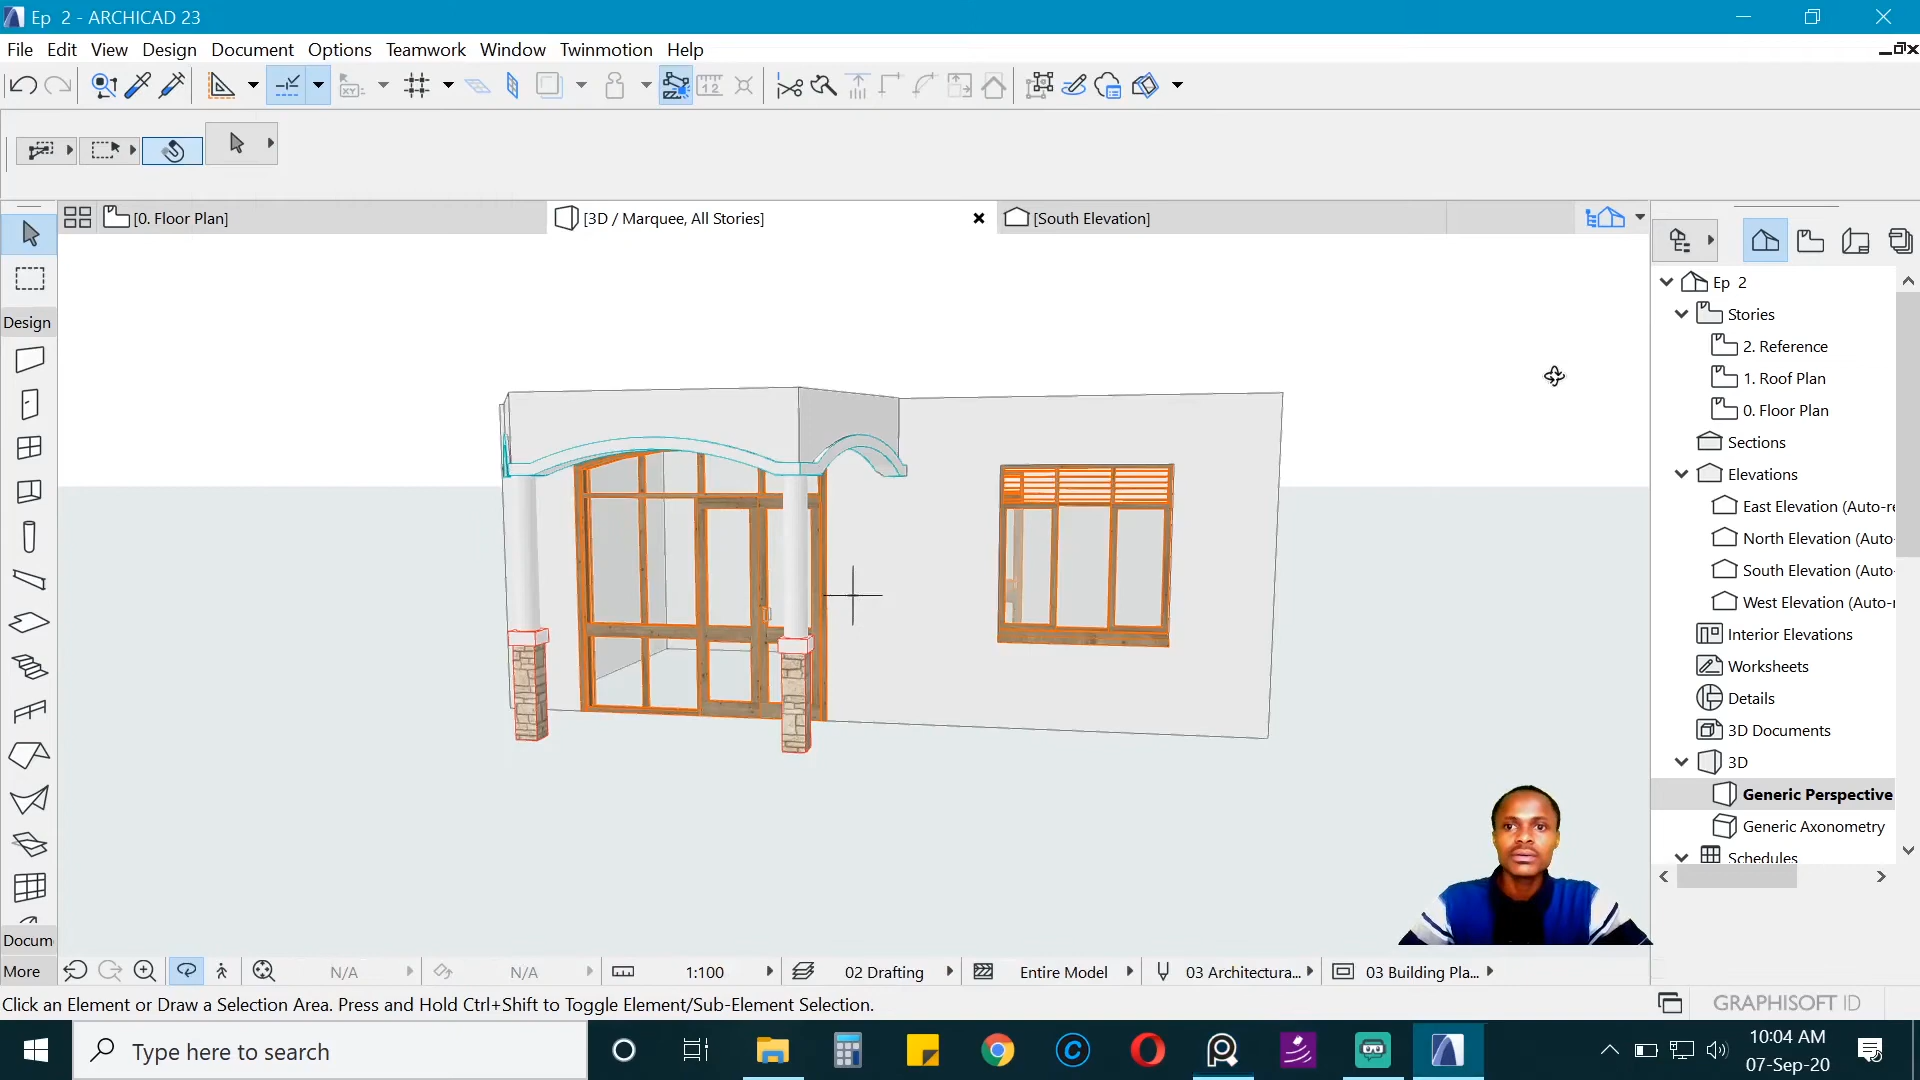 Ep 2 - ARCHICAD 23
File Edit View Design Document Options Teamwork Window Twinmotion Help
[0. Floor Plan]
[3D / Marquee, All Stories]
[South Elevation]
Design
Ep 2
Stories
2. Reference
1. Roof Plan
0. Floor Plan
Sections
Elevations
East Elevation (Auto-re
North Elevation (Auto-
South Elevation (Auto-
West Elevation (Auto-r
Interior Elevations
Worksheets
Details
3D Documents
3D
Generic Perspective
Generic Axonometry
Schedules
Docum
More
N/A
N/A
1:100
02 Drafting
Entire Model
03 Architectura...
03 Building Pla...
Click an Element or Draw a Selection Area. Press and Hold Ctrl+Shift to Toggle Element/Sub-Element Selection.
GRAPHISOFT ID
Type here to search
10:04 AM
07-Sep-20